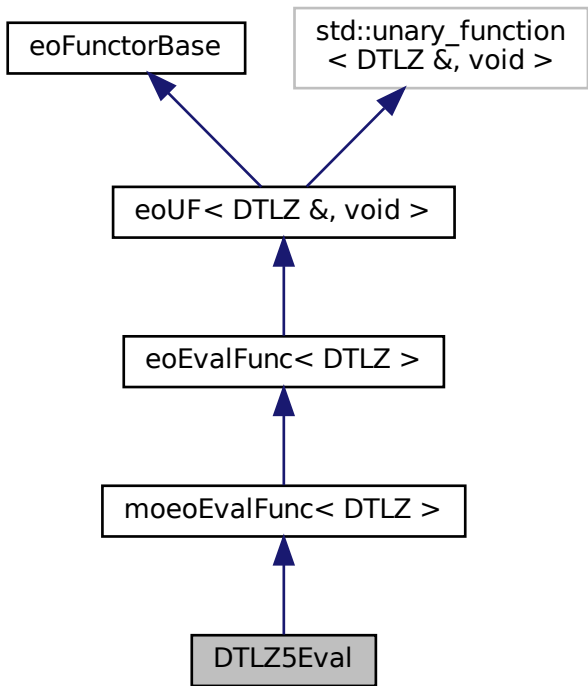 eoFunctorBase
std::unary_function
< DTLZ &, void >
eoUF< DTLZ &, void >
eoEvalFunc< DTLZ >
moeoEvalFunc< DTLZ >
DTLZ5Eval